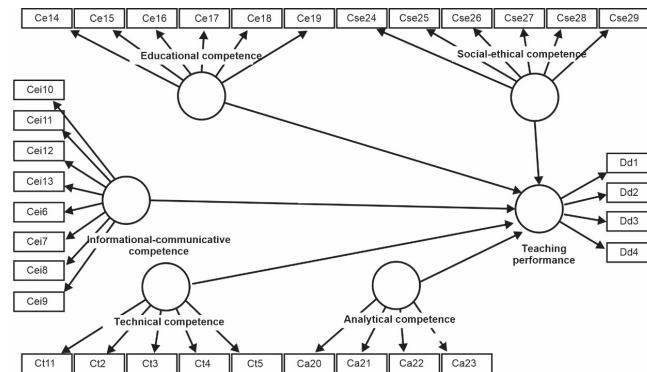 Ce14 Ce15 Ce16 Ce17 Ce18 Ce19 Cse24 Cse25 Cse26 Cse27 Cse28 Cse29
Educational competence
Social-ethical competence
Cei10
Cei11
Cei12
Cei13
Cei6
Cei7
Cei8
Cei9
Informational-communicative
competence
Dd1
Dd2
Dd3
Dd4
Teaching
performance
Technical competence
Analytical competence
Ct11 Ct2 Ct3 Ct4 Ct5 Ca20 Ca21 Ca22 Ca23